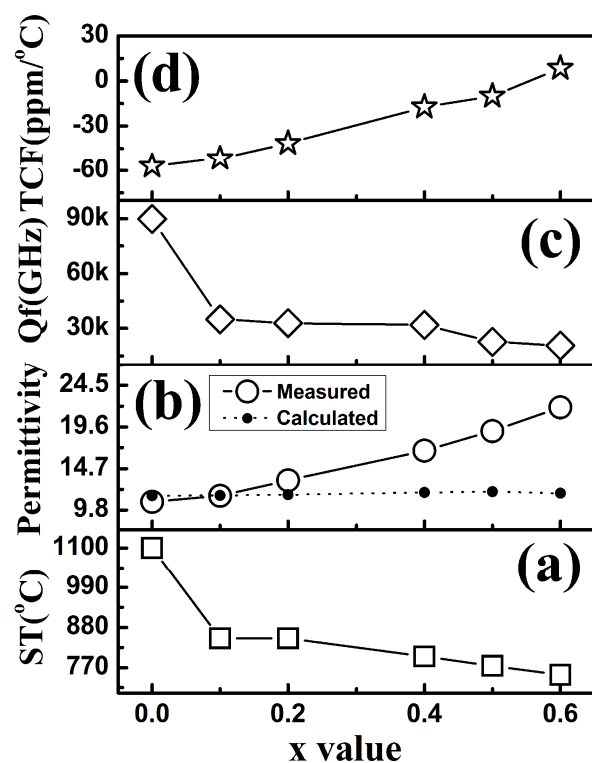 TCF(ppm/°C)
30
0
-30
-60
(d)
Qf(GHz)
90k
60k
30k
(c)
Permittivity
24.5
19.6
14.7
9.8
(b)
Measured
Calculated
ST(°C)
1100
990
880
770
(a)
0.0 0.2 0.4 0.6
x value